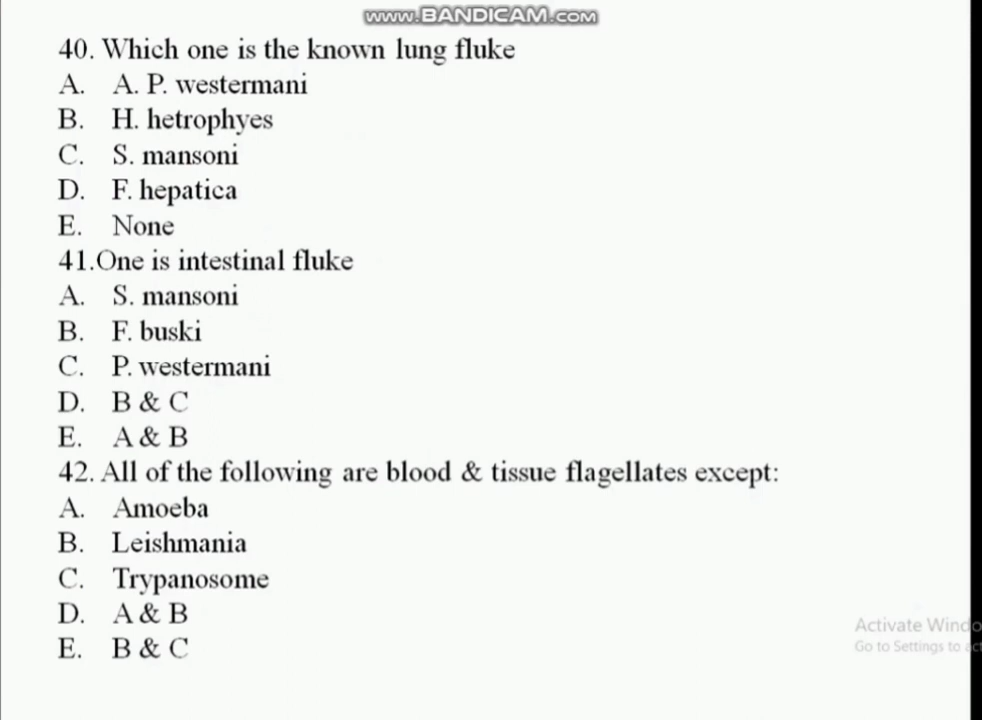 www.BANDICAM.COM
40. Which one is the known lung fluke
A. A. P. westermani
B. H. hetrophyes
C. S. mansoni
D. F. hepatica
E. None
41.One is intestinal fluke
A. S. mansoni
B. F. buski
C. P. westermani
D. B & C
E. A & B
42. All of the following are blood & tissue flagellates except:
A. Amoeba
B. Leishmania
C. Trypanosome
D. A & B
E. B & C
Activate Windo
Go to Settings to act